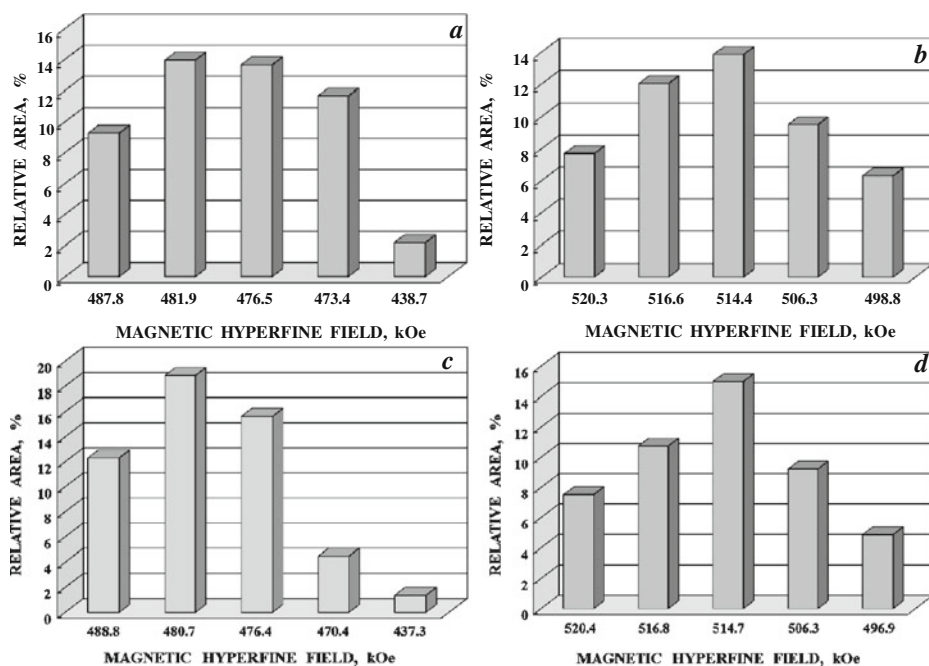 a
RELATIVE AREA, %
16
14
12
10
8
6
4
2
0
487.8 481.9 476.5 473.4 438.7
MAGNETIC HYPERFINE FIELD, kOe
b
RELATIVE AREA, %
14
12
10
8
6
4
2
0
520.3 516.6 514.4 506.3 498.8
MAGNETIC HYPERFINE FIELD, kOe
c
RELATIVE AREA, %
20
18
16
14
12
10
8
6
4
2
0
488.8 480.7 476.4 470.4 437.3
MAGNETIC HYPERFINE FIELD, kOe
d
RELATIVE AREA, %
16
14
12
10
8
6
4
2
0
520.4 516.8 514.7 506.3 496.9
MAGNETIC HYPERFINE FIELD, kOe